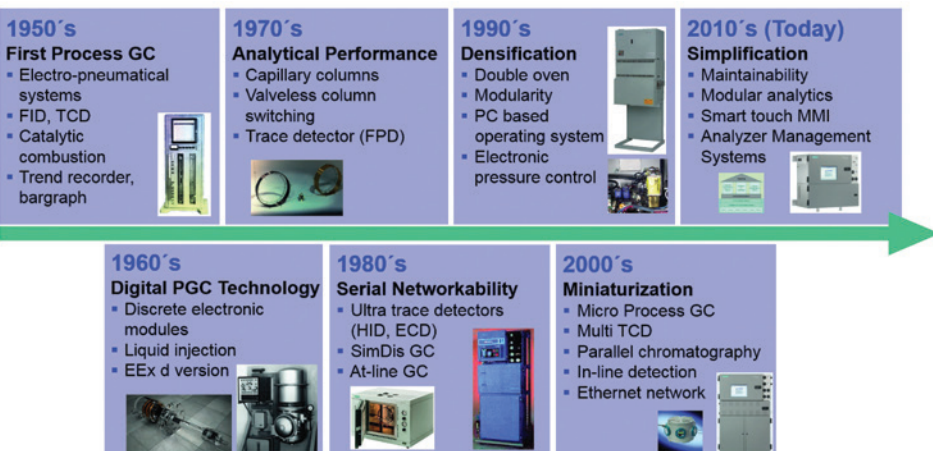 1950´s
First Process GC
▪ Electro-pneumatical
systems
▪ FID, TCD
▪ Catalytic
combustion
▪ Trend recorder,
bargraph
1970´s
Analytical Performance
▪ Capillary columns
▪ Valveless column
switching
▪ Trace detector (FPD)
1990´s
Densification
▪ Double oven
▪ Modularity
▪ PC based
operating system
▪ Electronic
pressure control
2010´s (Today)
Simplification
▪ Maintainability
▪ Modular analytics
▪ Smart touch MMI
▪ Analyzer Management
Systems
1960´s
Digital PGC Technology
▪ Discrete electronic
modules
▪ Liquid injection
▪ EEx d version
1980´s
Serial Networkability
▪ Ultra trace detectors
(HID, ECD)
▪ SimDis GC
▪ At-line GC
2000´s
Miniaturization
▪ Micro Process GC
▪ Multi TCD
▪ Parallel chromatography
▪ In-line detection
▪ Ethernet network